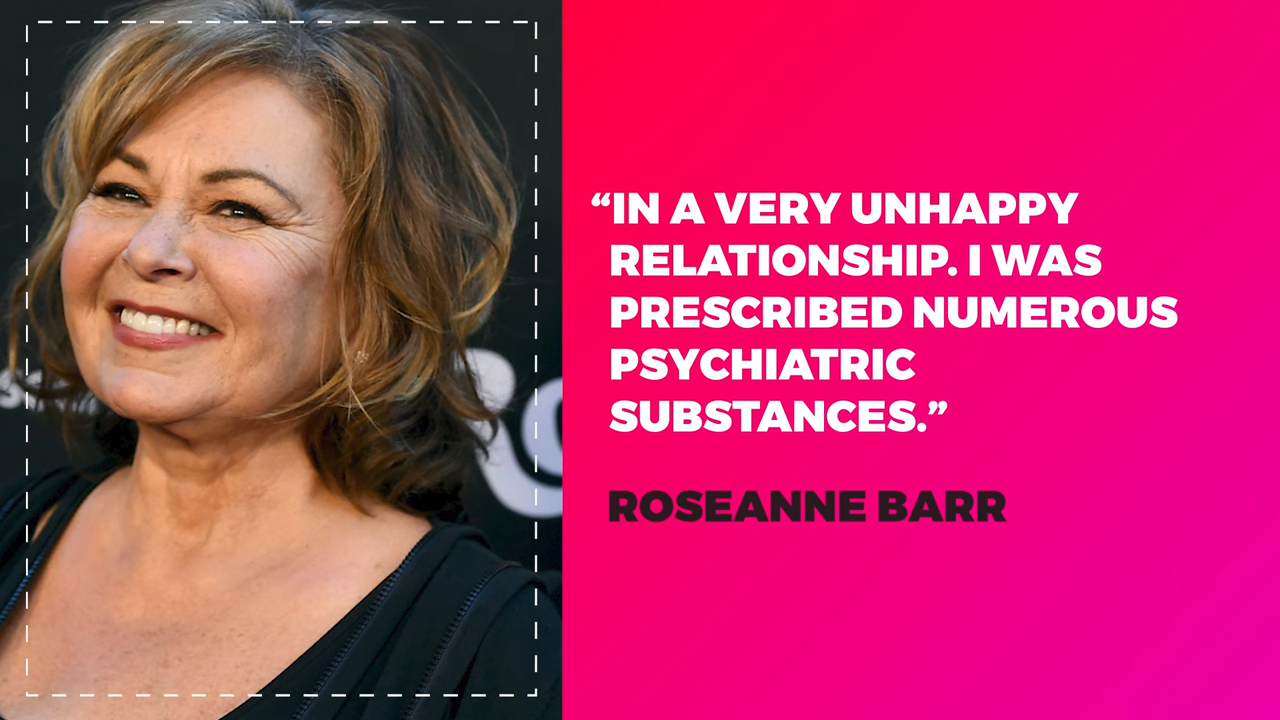 “IN A VERY UNHAPPY
RELATIONSHIP. I WAS
PRESCRIBED NUMEROUS
PSYCHIATRIC
SUBSTANCES.”
ROSEANNE BARR